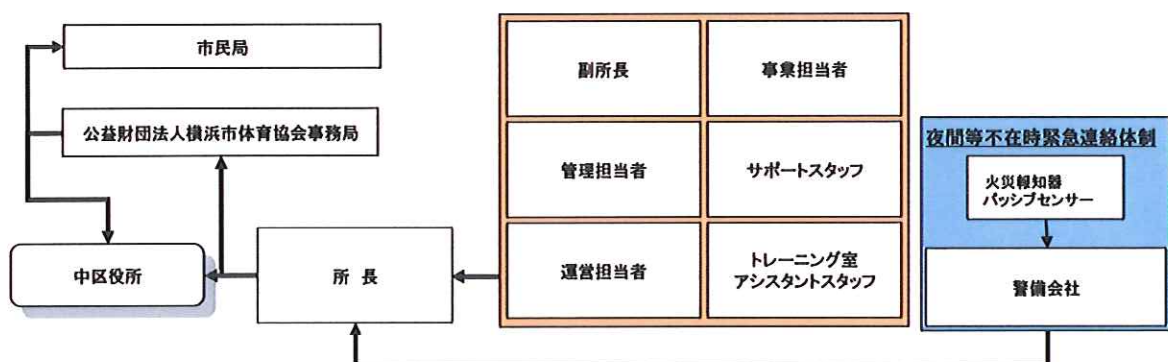 市民局
公益財団法人横浜市体育協会事務局
中区役所
所 長
副所長
事業担当者
管理担当者
サポートスタッフ
運営担当者
トレーニング室
アシスタントスタッフ
夜間等不在時緊急連絡体制
火災報知器
パッシブセンサー
警備会社